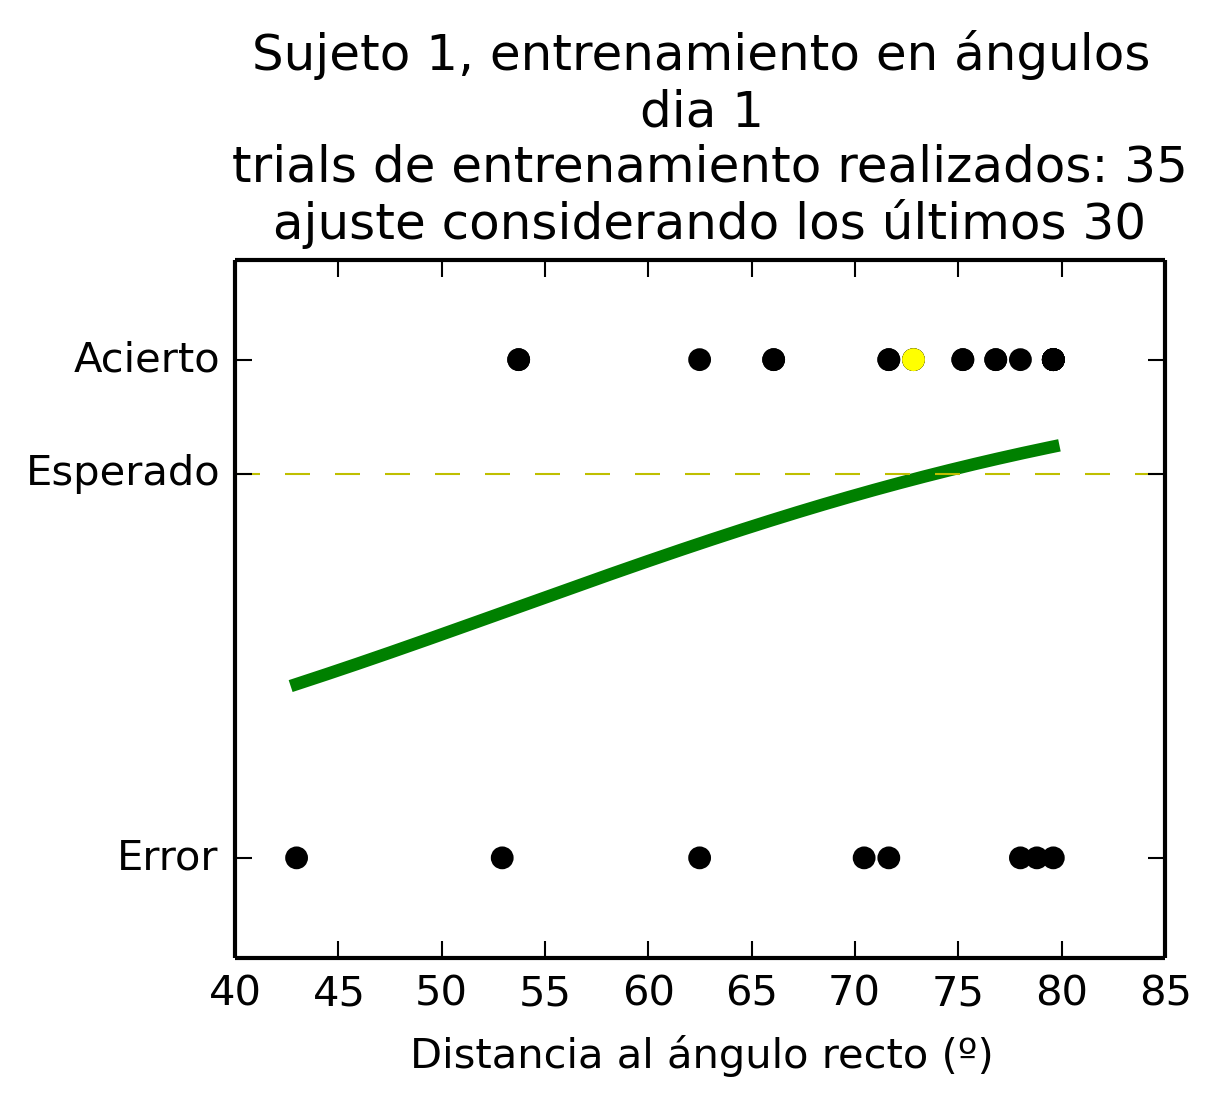 Sujeto 1, entrenamiento en ángulos
dia 1
trials de entrenamiento realizados: 35
ajuste considerando los últimos 30
Acierto
Esperado
Error
40 45 50 55 60 65 70 75 80 85
Distancia al ángulo recto (º)